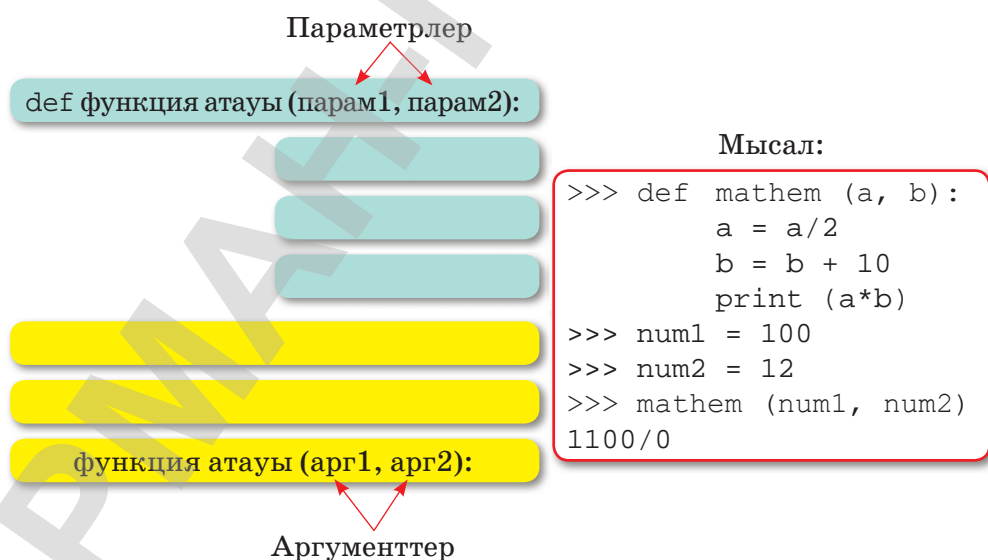 Параметрлер
def функция атауы (парам1, парам2):
функция атауы (арг1, арг2):
Аргументтер
Мысал:
>>> def mathem (a, b):
a = a/2
b = b + 10
print (a*b)
>>> num1 = 100
>>> num2 = 12
>>> mathem (num1, num2)
1100/0
РМАН-